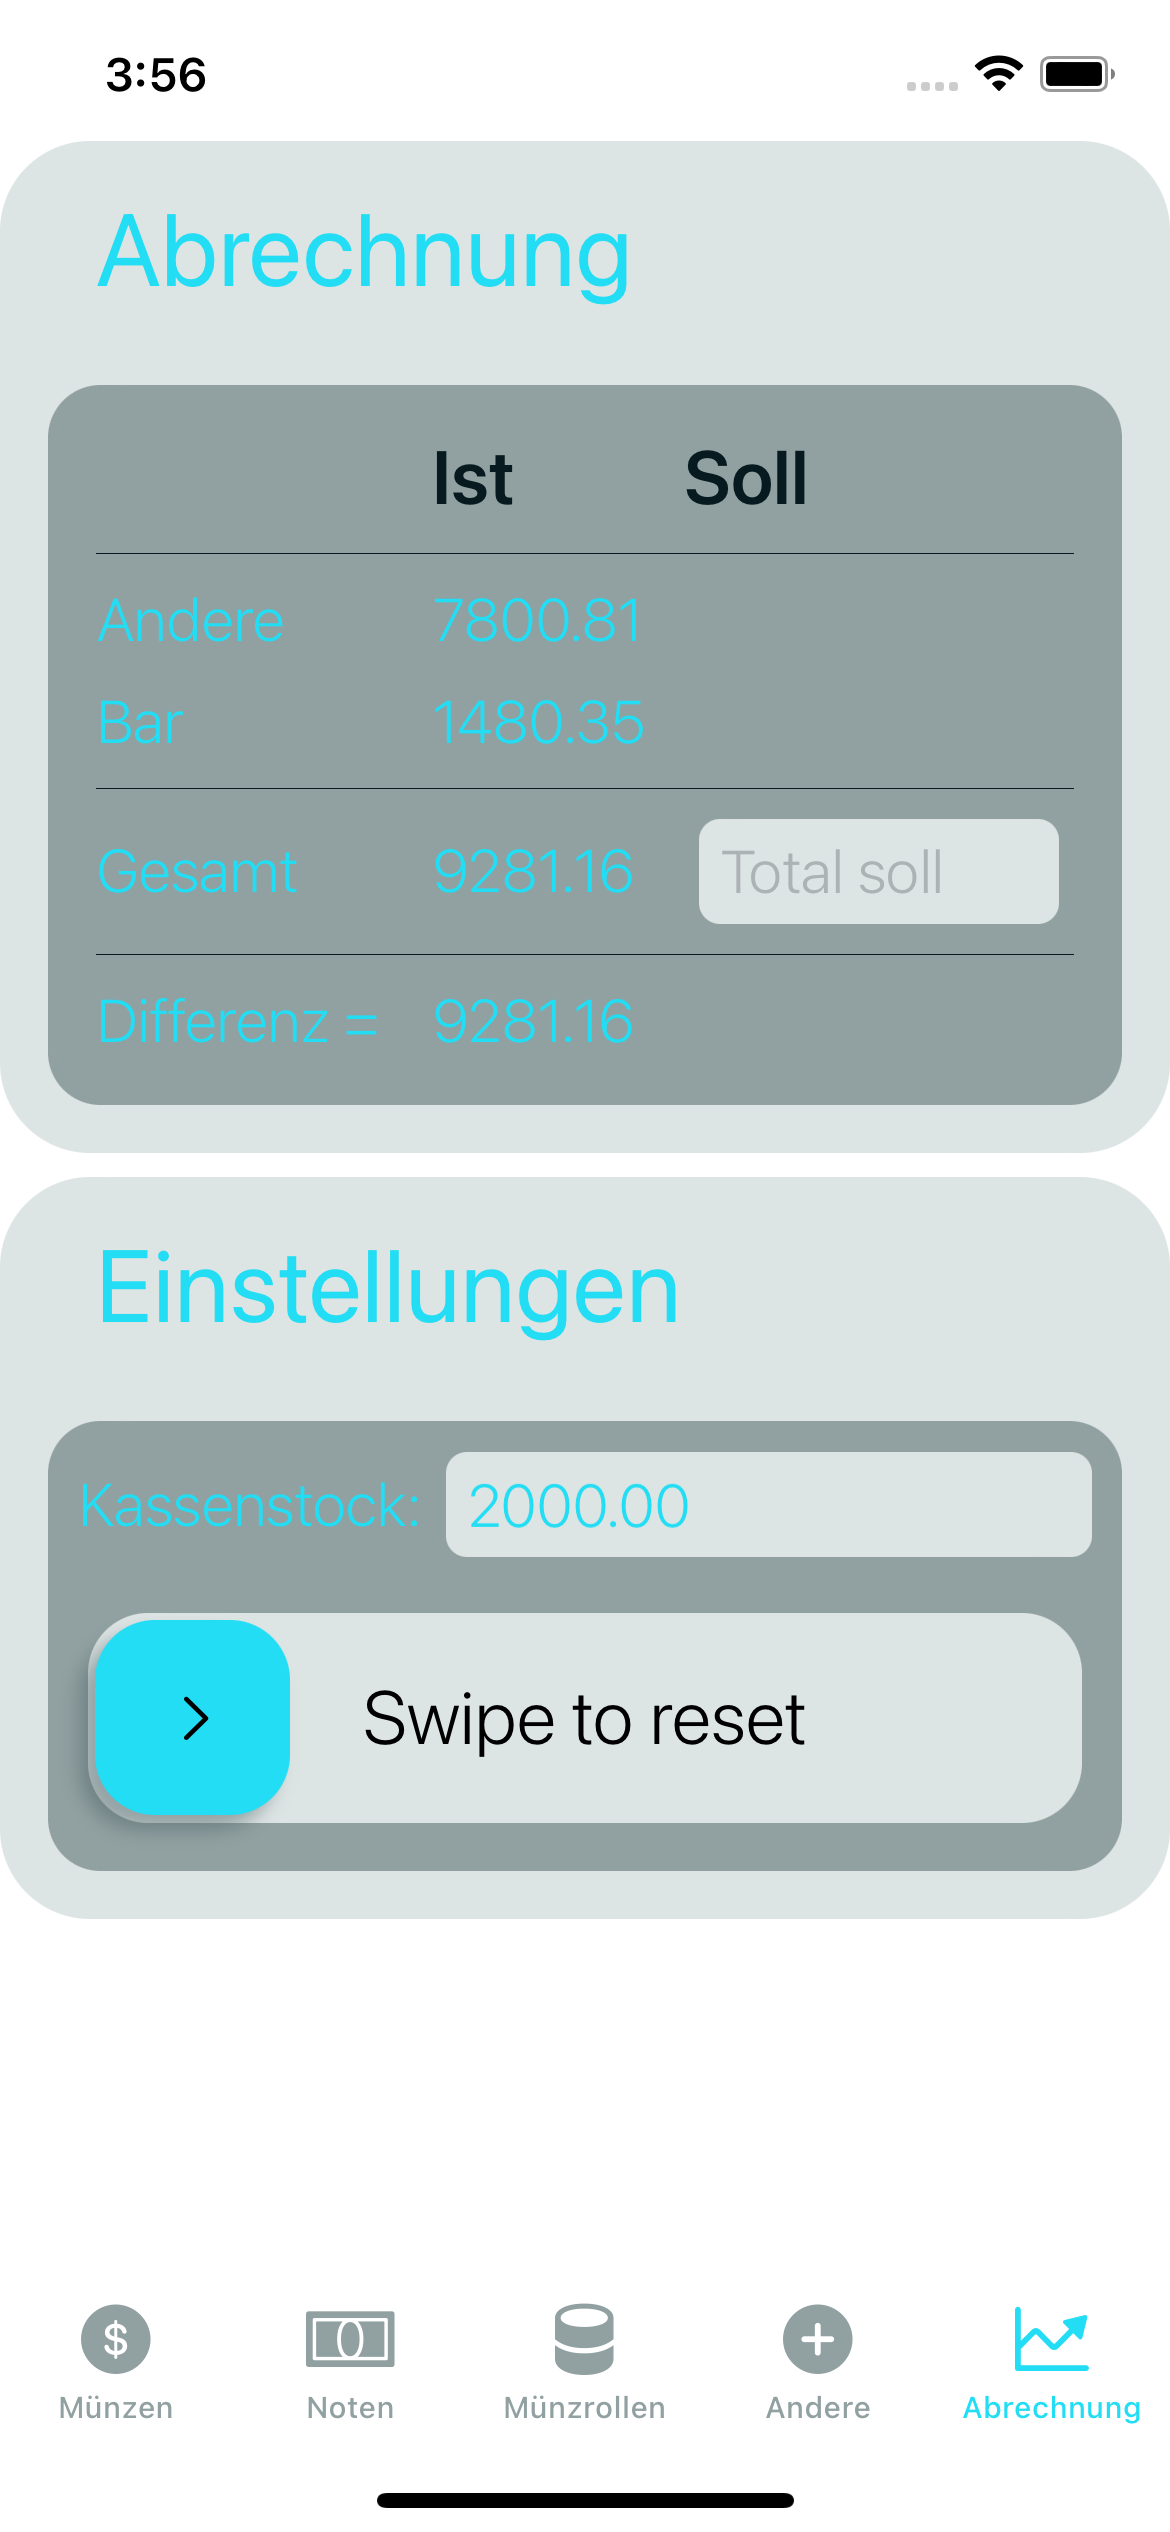 3:56
Abrechnung
Ist Soll
Andere 7800.81
Bar 1480.35
Gesamt 9281.16 Total soll
Differenz = 9281.16
Einstellungen
Kassenstock: 2000.00
Swipe to reset
Münzen Noten Münzrollen Andere Abrechnung